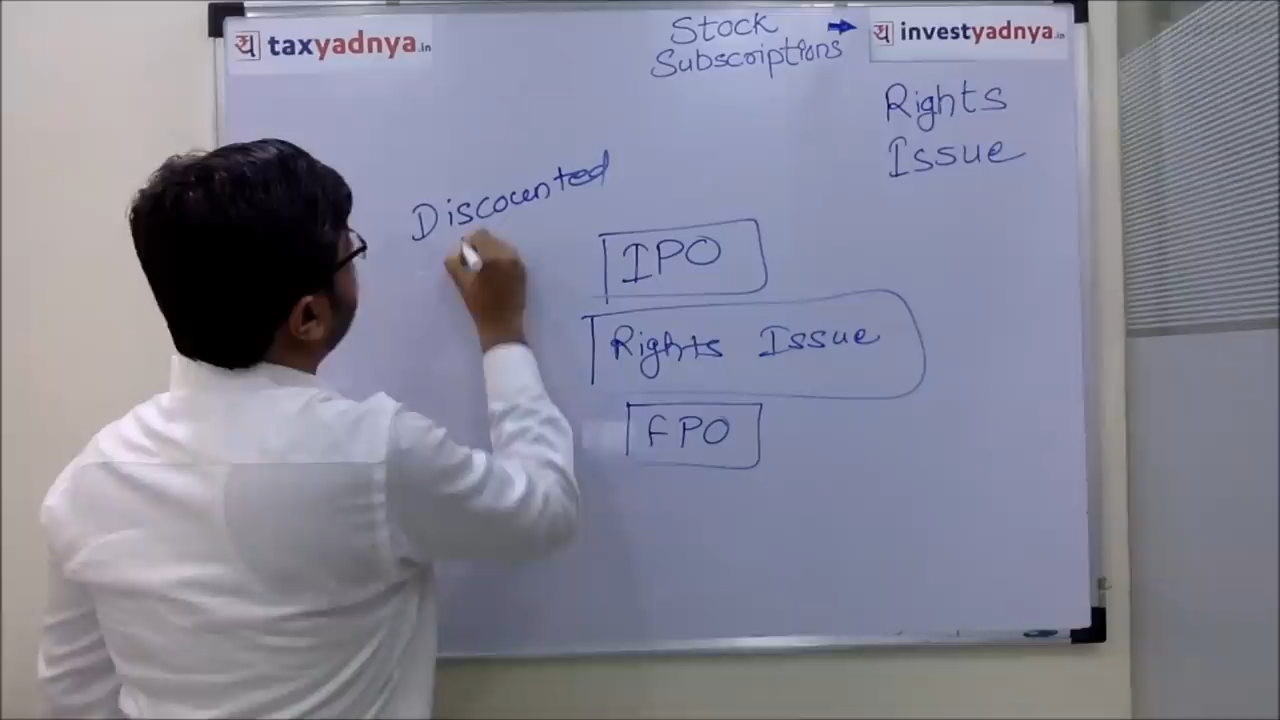 य taxyadnya.in
Stock
Subscriptions
य investyadnya.in
Rights
Issue
Discounted
IPO
Rights Issue
FPO